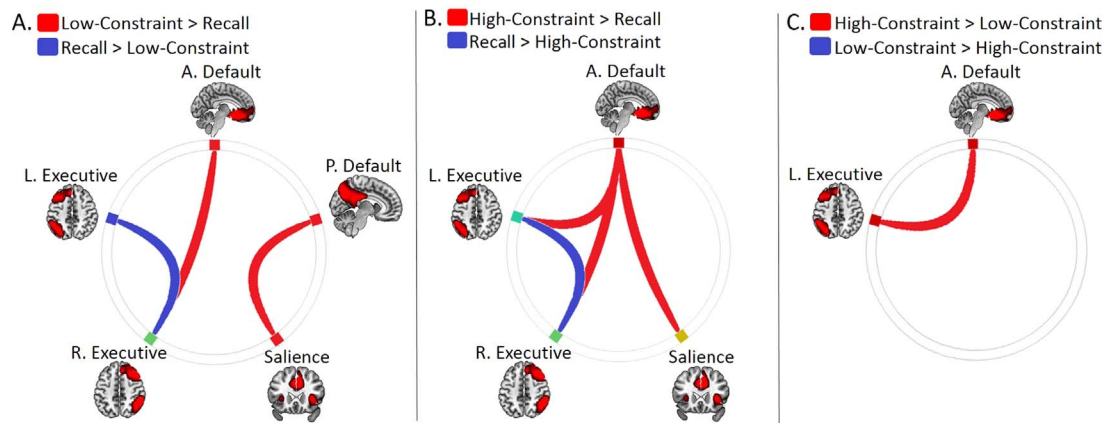 A. Low-Constraint > Recall
Recall > Low-Constraint
A. Default
L. Executive
P. Default
R. Executive
Salience
B. High-Constraint > Recall
Recall > High-Constraint
A. Default
L. Executive
R. Executive
Salience
C. High-Constraint > Low-Constraint
Low-Constraint > High-Constraint
A. Default
L. Executive